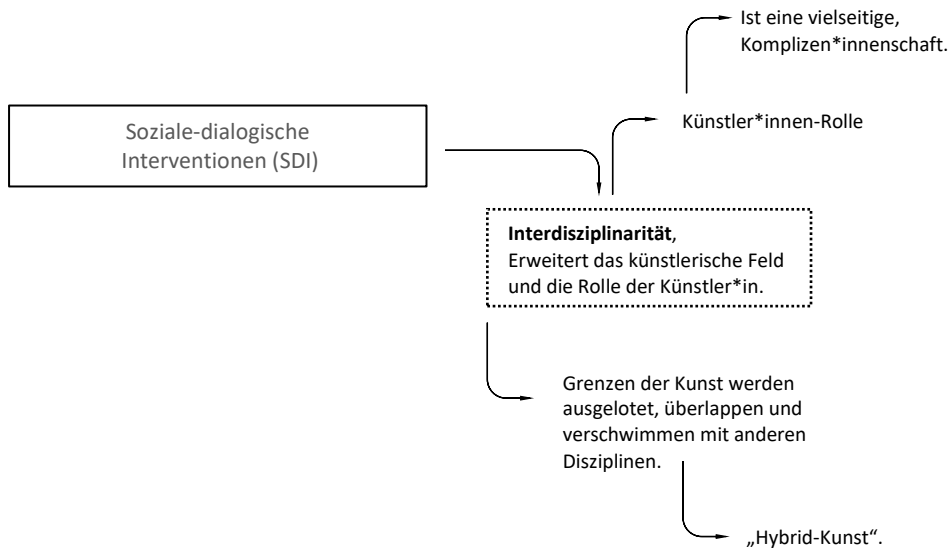 Ist eine vielseitige,
Komplizen*innenschaft.
Künstler*innen-Rolle
Soziale-dialogische
Interventionen (SDI)
Interdisziplinarität,
Erweitert das künstlerische Feld
und die Rolle der Künstler*in.
Grenzen der Kunst werden
ausgelotet, überlappen und
verschwimmen mit anderen
Disziplinen.
„Hybrid-Kunst“.